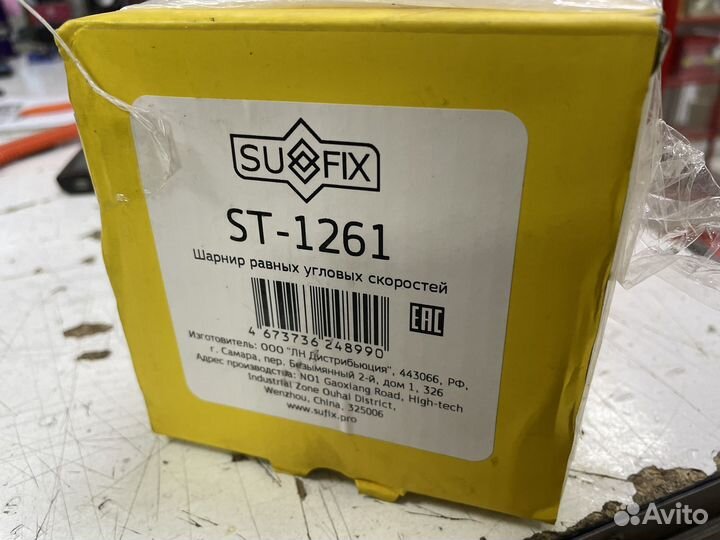 SUFIX
ST-1261
Шарнир равных угловых скоростей
4 673736 248990
EAC
Изготовитель: ООО "ЛН Дистрибьюция", 443066, РФ,
г. Самара, пер. Безымянный 2-й, дом 1, 326
Адрес производства: NO1 Gaoxiang Road, High-tech
Industrial Zone Ouhai District,
Wenzhou, China, 325006
www.sufix.pro
Avito